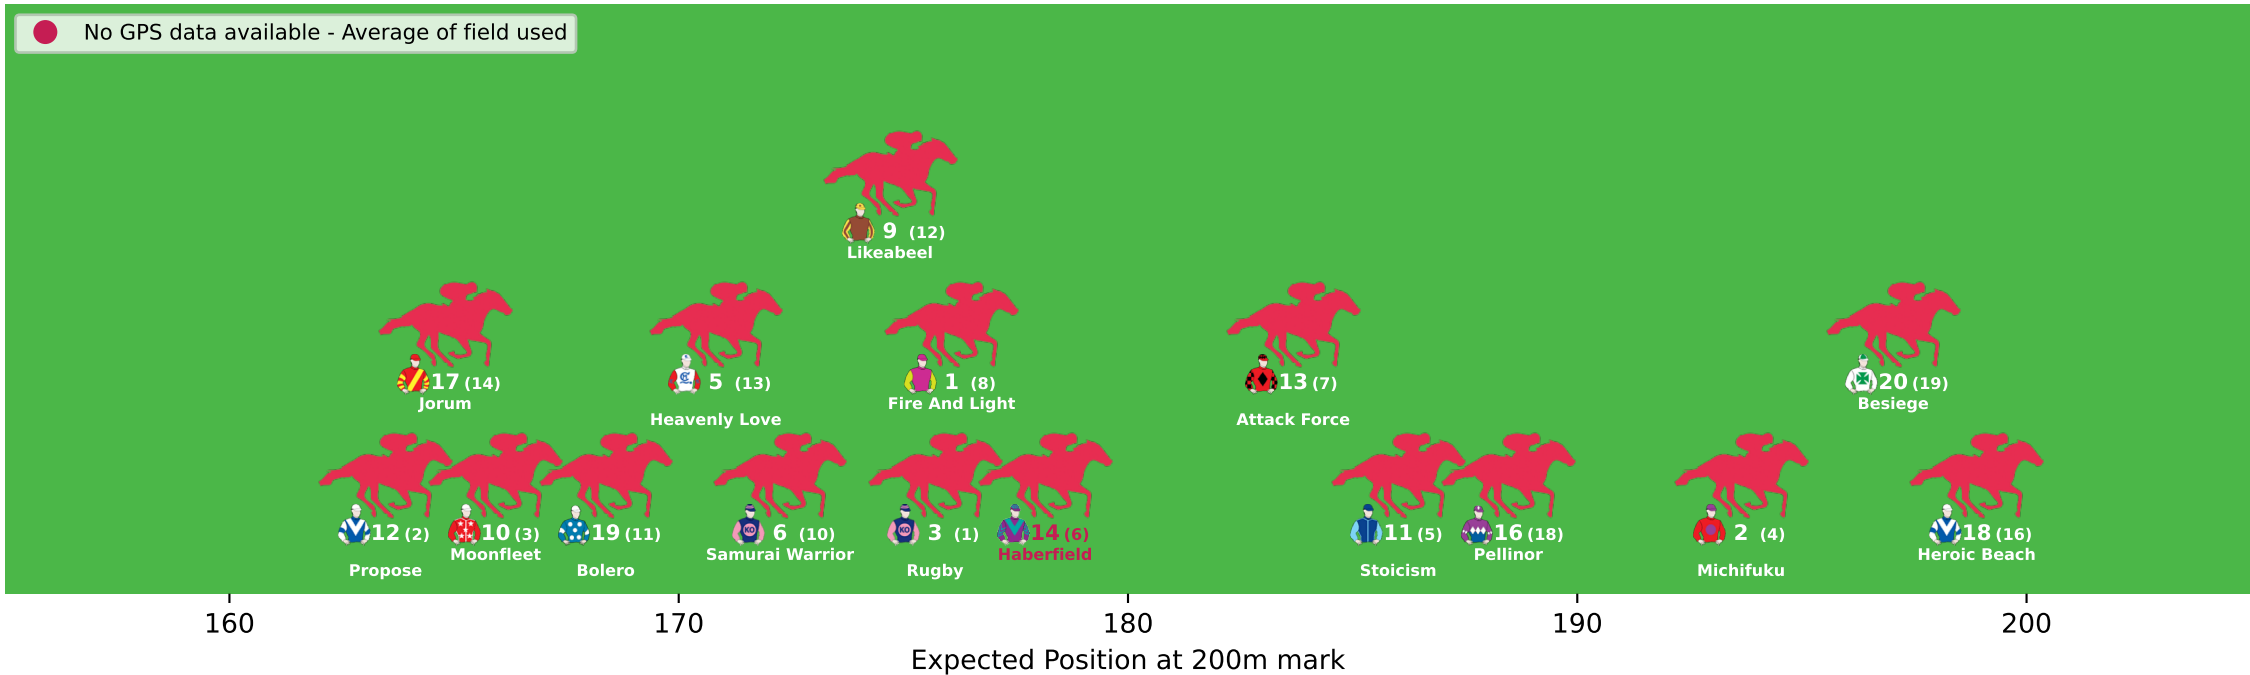 No GPS data available - Average of field used
9 (12)
Likeabeel
17 (14)
Jorum
5 (13)
Heavenly Love
1 (8)
Fire And Light
13 (7)
Attack Force
20 (19)
Besiege
12 (2)
Propose
10 (3)
Moonfleet
19 (11)
Bolero
KO
6 (10)
Samurai Warrior
KO
3 (1)
Rugby
14 (6)
Haberfield
11 (5)
Stoicism
16 (18)
Pellinor
2 (4)
Michifuku
18 (16)
Heroic Beach
160 170 180 190 200
Expected Position at 200m mark